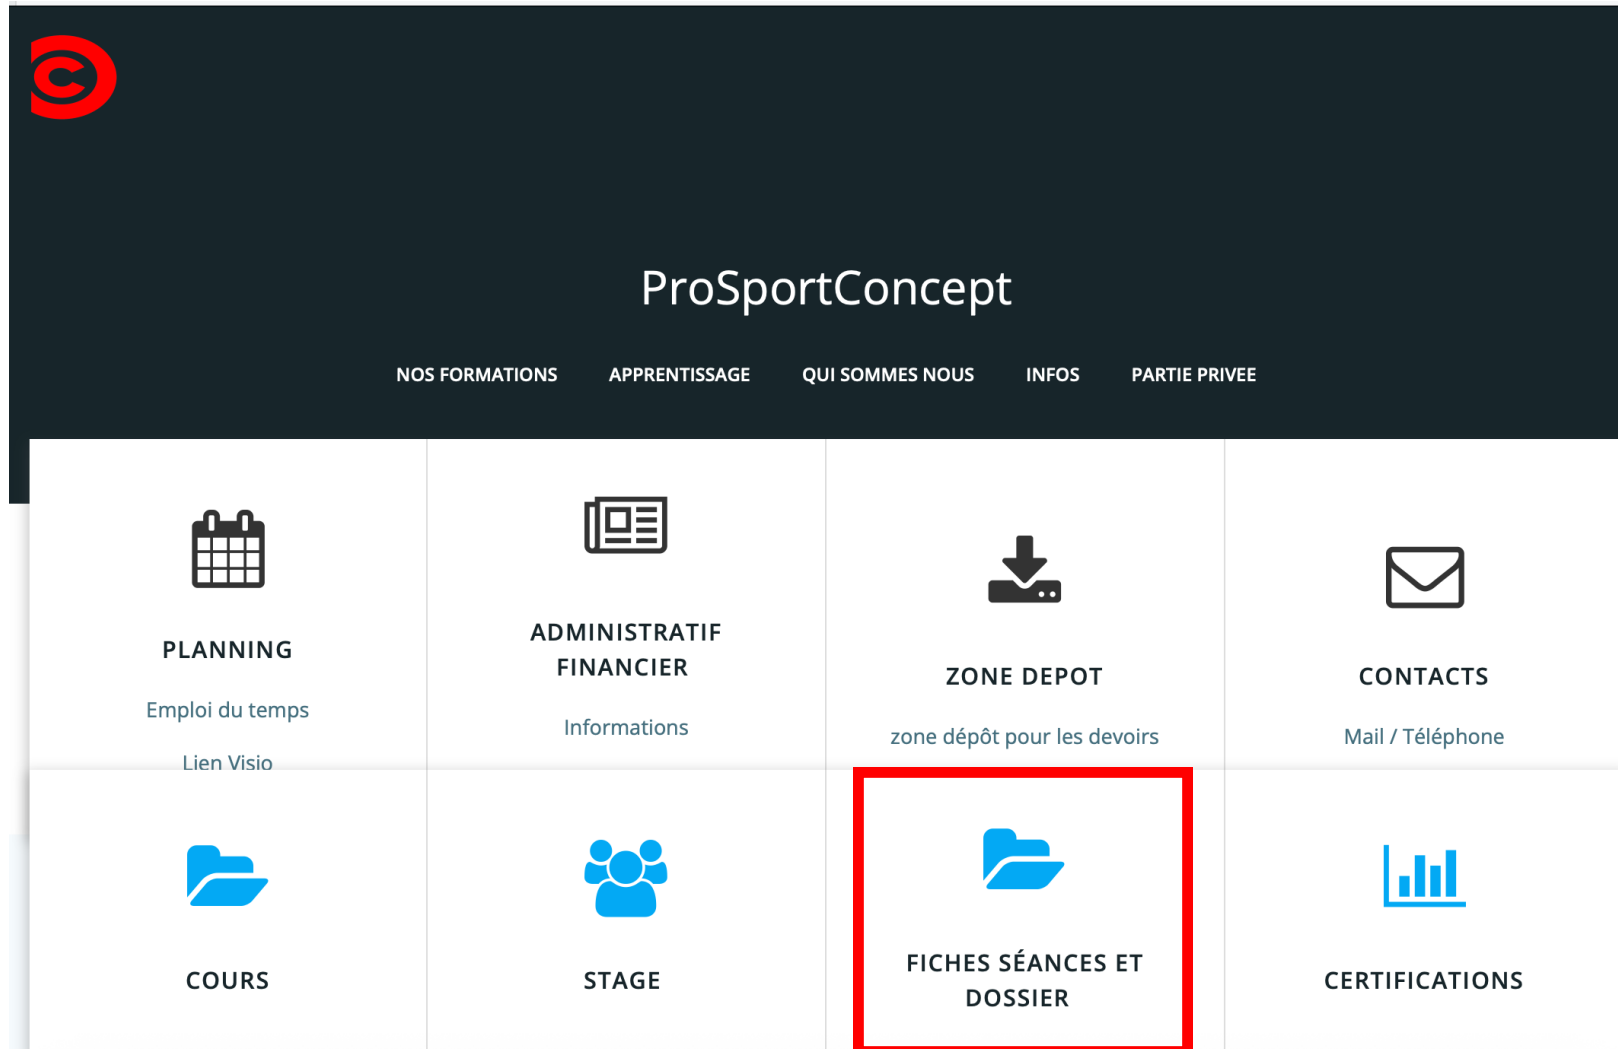 ProSportConcept
NOS FORMATIONS APPRENTISSAGE QUI SOMMES NOUS INFOS PARTIE PRIVEE
PLANNING
Emploi du temps
Lien Visio
ADMINISTRATIF
FINANCIER
Informations
ZONE DEPOT
zone dépôt pour les devoirs
CONTACTS
Mail / Téléphone
COURS
STAGE
FICHES SÉANCES ET
DOSSIER
CERTIFICATIONS